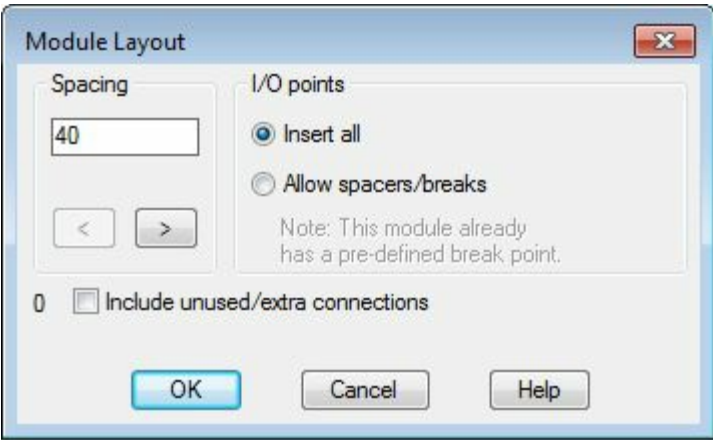 Module Layout
Spacing
40
<
>
I/O points
Insert all
Allow spacers/breaks
Note: This module already
has a pre-defined break point.
0
Include unused/extra connections
OK
Cancel
Help